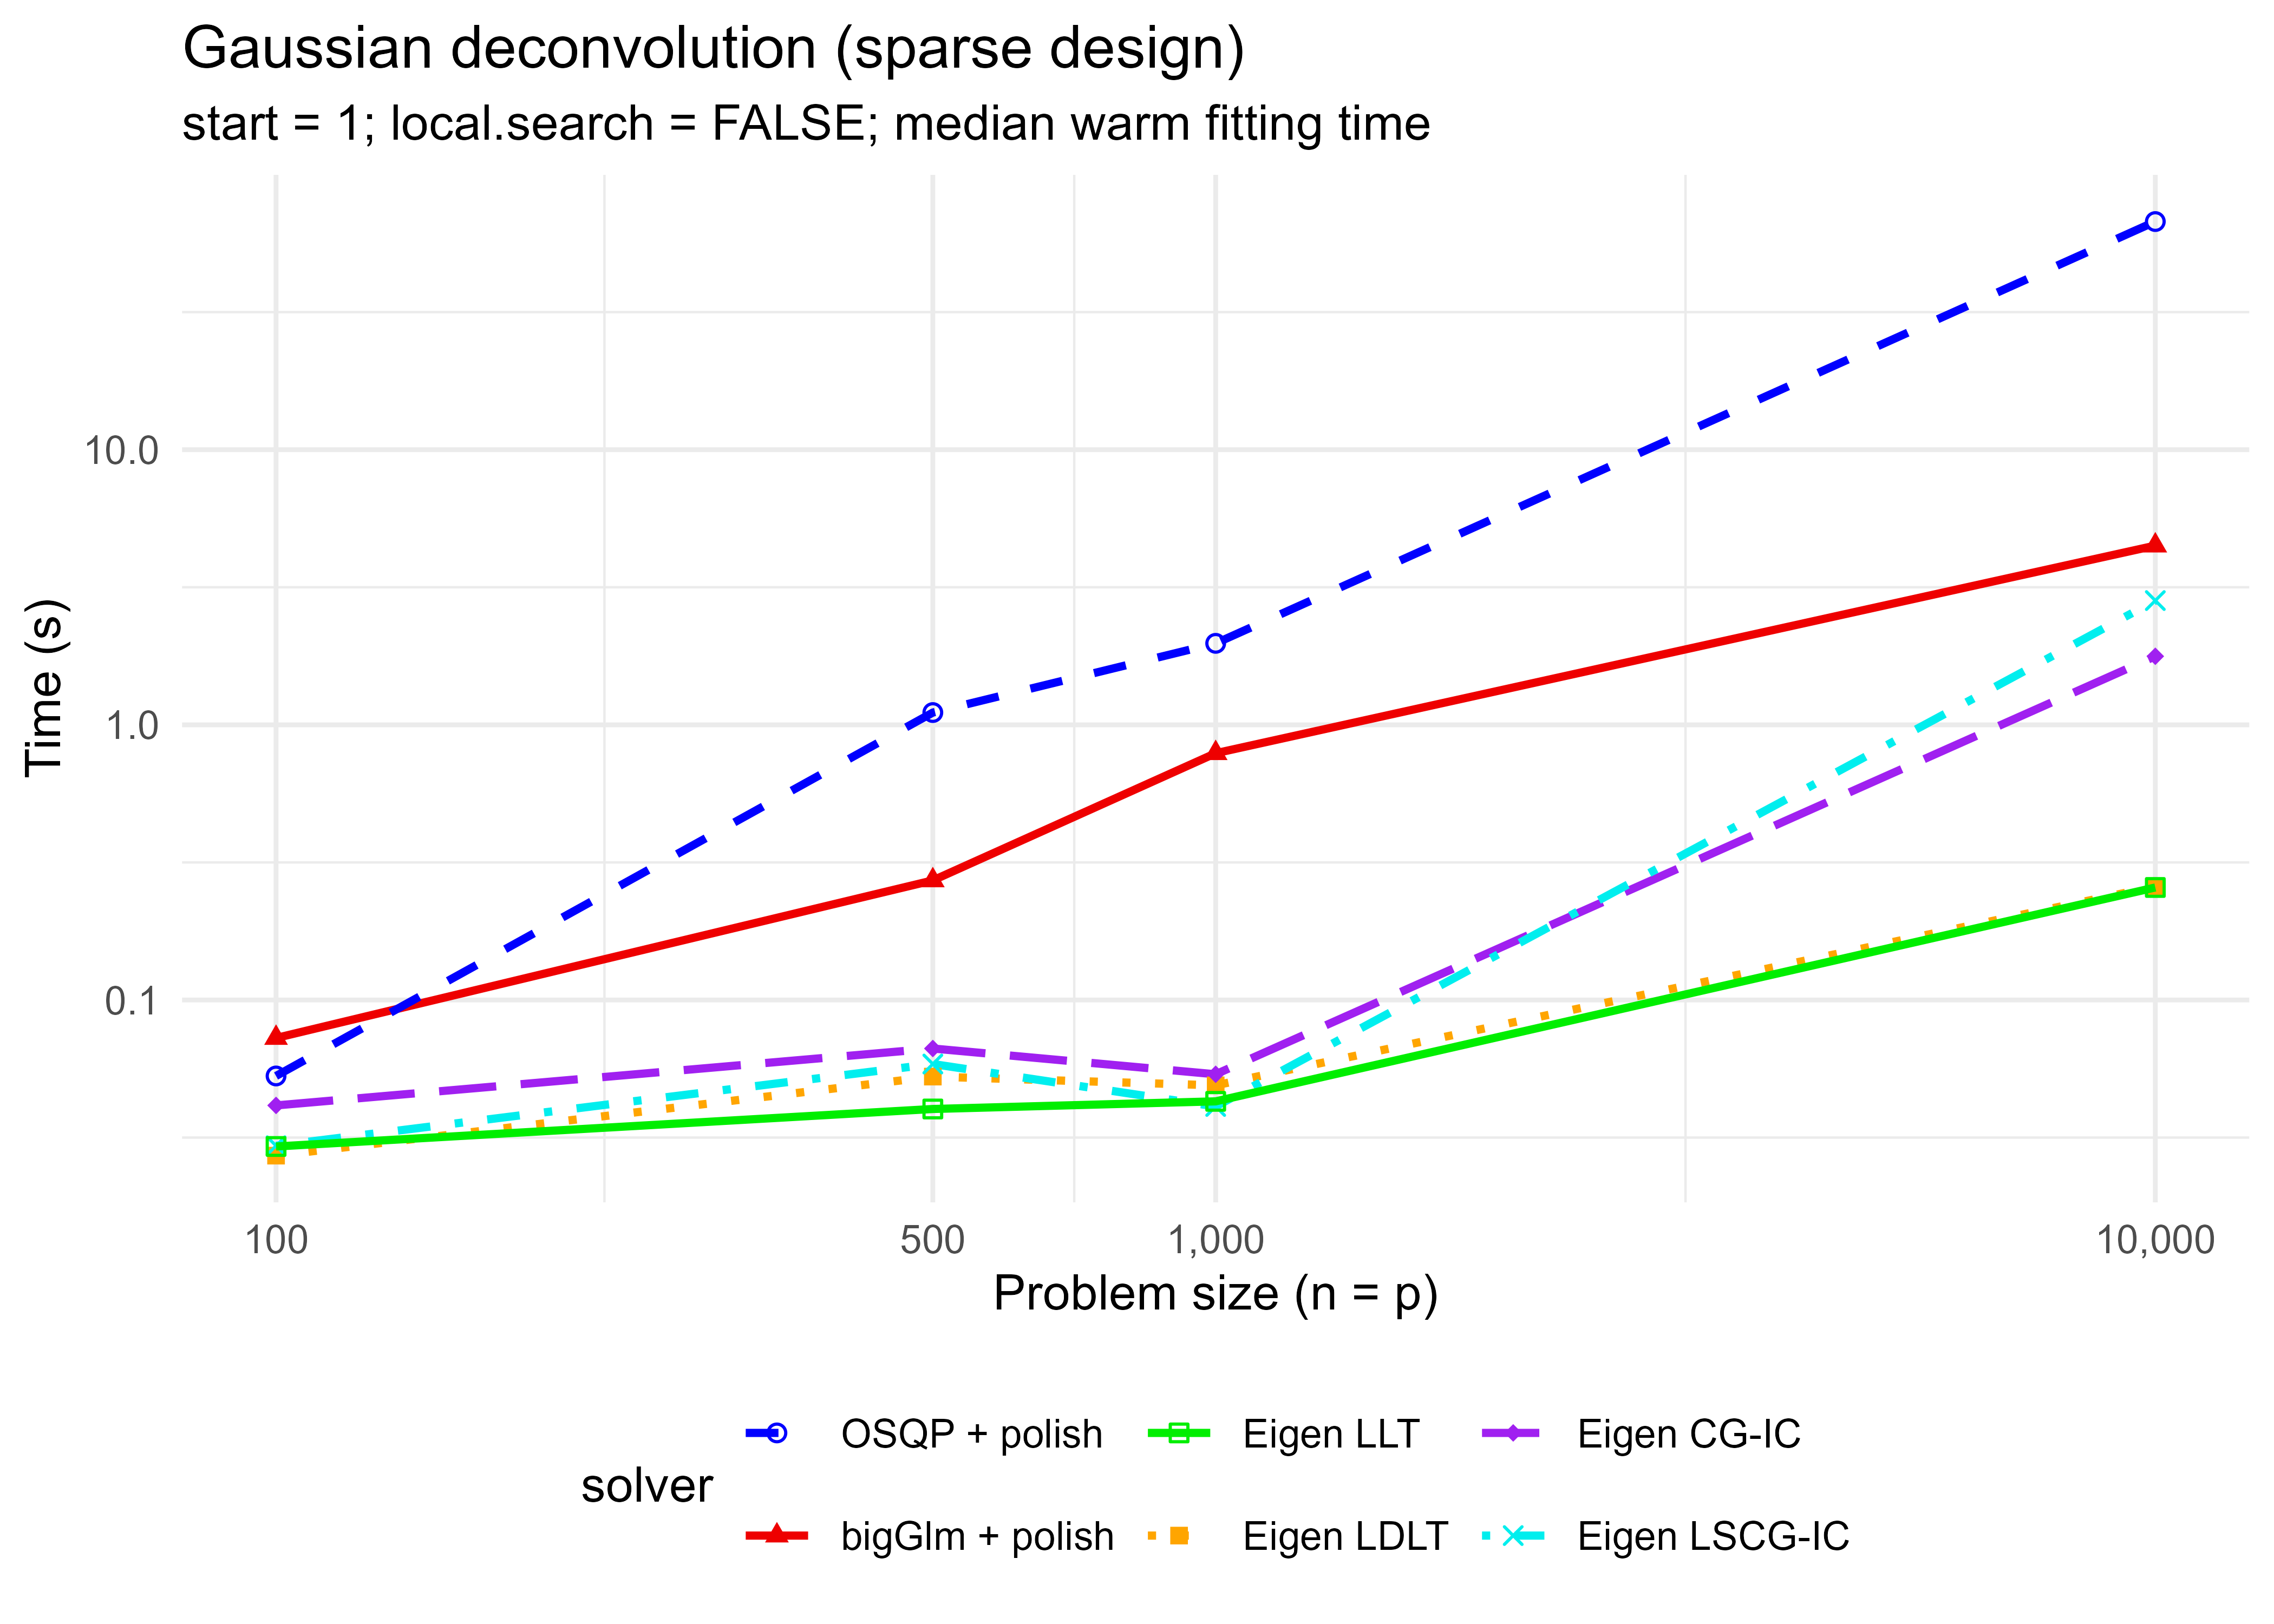 Gaussian deconvolution (sparse design)
start = 1; local.search = FALSE; median warm fitting time
Time (s)
10.0
1.0
0.1
100 500 1,000 10,000
Problem size (n = p)
solver
OSQP + polish Eigen LLT Eigen CG-IC
bigGlm + polish Eigen LDLT Eigen LSCG-IC